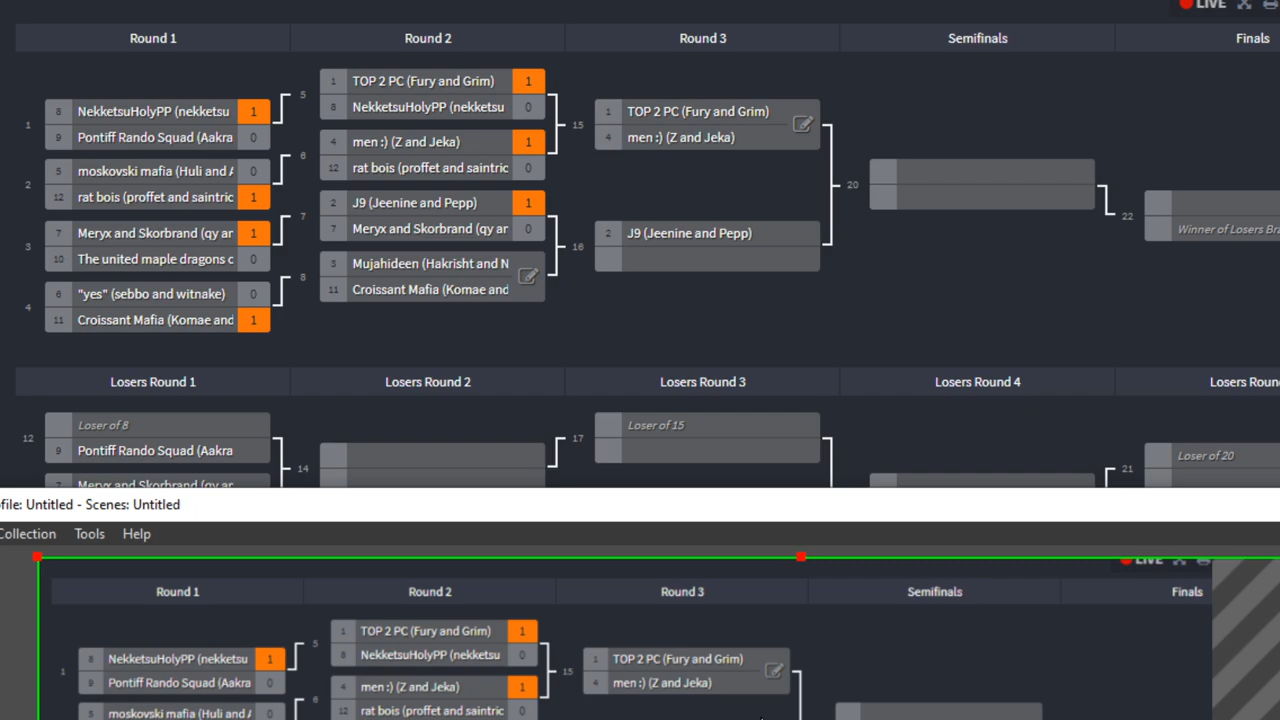 LIVE
Round 1 Round 2 Round 3 Semifinals Finals
1 8 NekketsuHolyPP (nekketsu 1
9 Pontiff Rando Squad (Aakra 0
2 5 moskovski mafia (Huli and 0
12 rat bois (proffet and saintric 1
3 7 Meryx and Skorbrand (qy ar 1
10 The united maple dragons c 0
4 6 "yes" (sebbo and witnake) 0
11 Croissant Mafia (Komae and 1
5 1 TOP 2 PC (Fury and Grim) 1
8 NekketsuHolyPP (nekketsu 0
6 4 men :) (Z and Jeka) 1
12 rat bois (proffet and saintric 0
7 2 J9 (Jeenine and Pepp) 1
7 Meryx and Skorbrand (qy ar 0
8 3 Mujahideen (Hakrisht and N
11 Croissant Mafia (Komae and
15 1 TOP 2 PC (Fury and Grim)
4 men :) (Z and Jeka)
16 2 J9 (Jeenine and Pepp)
20
22 Winner of Losers Bra
Losers Round 1 Losers Round 2 Losers Round 3 Losers Round 4 Losers Roun
12 Loser of 8
9 Pontiff Rando Squad (Aakra
7 Meryx and Skorbrand (qy ar
14
17 Loser of 15
21 Loser of 20
ofile: Untitled - Scenes: Untitled
Collection Tools Help
LIVE
Round 1 Round 2 Round 3 Semifinals Finals
1 8 NekketsuHolyPP (nekketsu 1
9 Pontiff Rando Squad (Aakra 0
5 moskovski mafia (Huli and
5 1 TOP 2 PC (Fury and Grim) 1
8 NekketsuHolyPP (nekketsu 0
6 4 men :) (Z and Jeka) 1
12 rat bois (proffet and saintric 0
15 1 TOP 2 PC (Fury and Grim)
4 men :) (Z and Jeka)